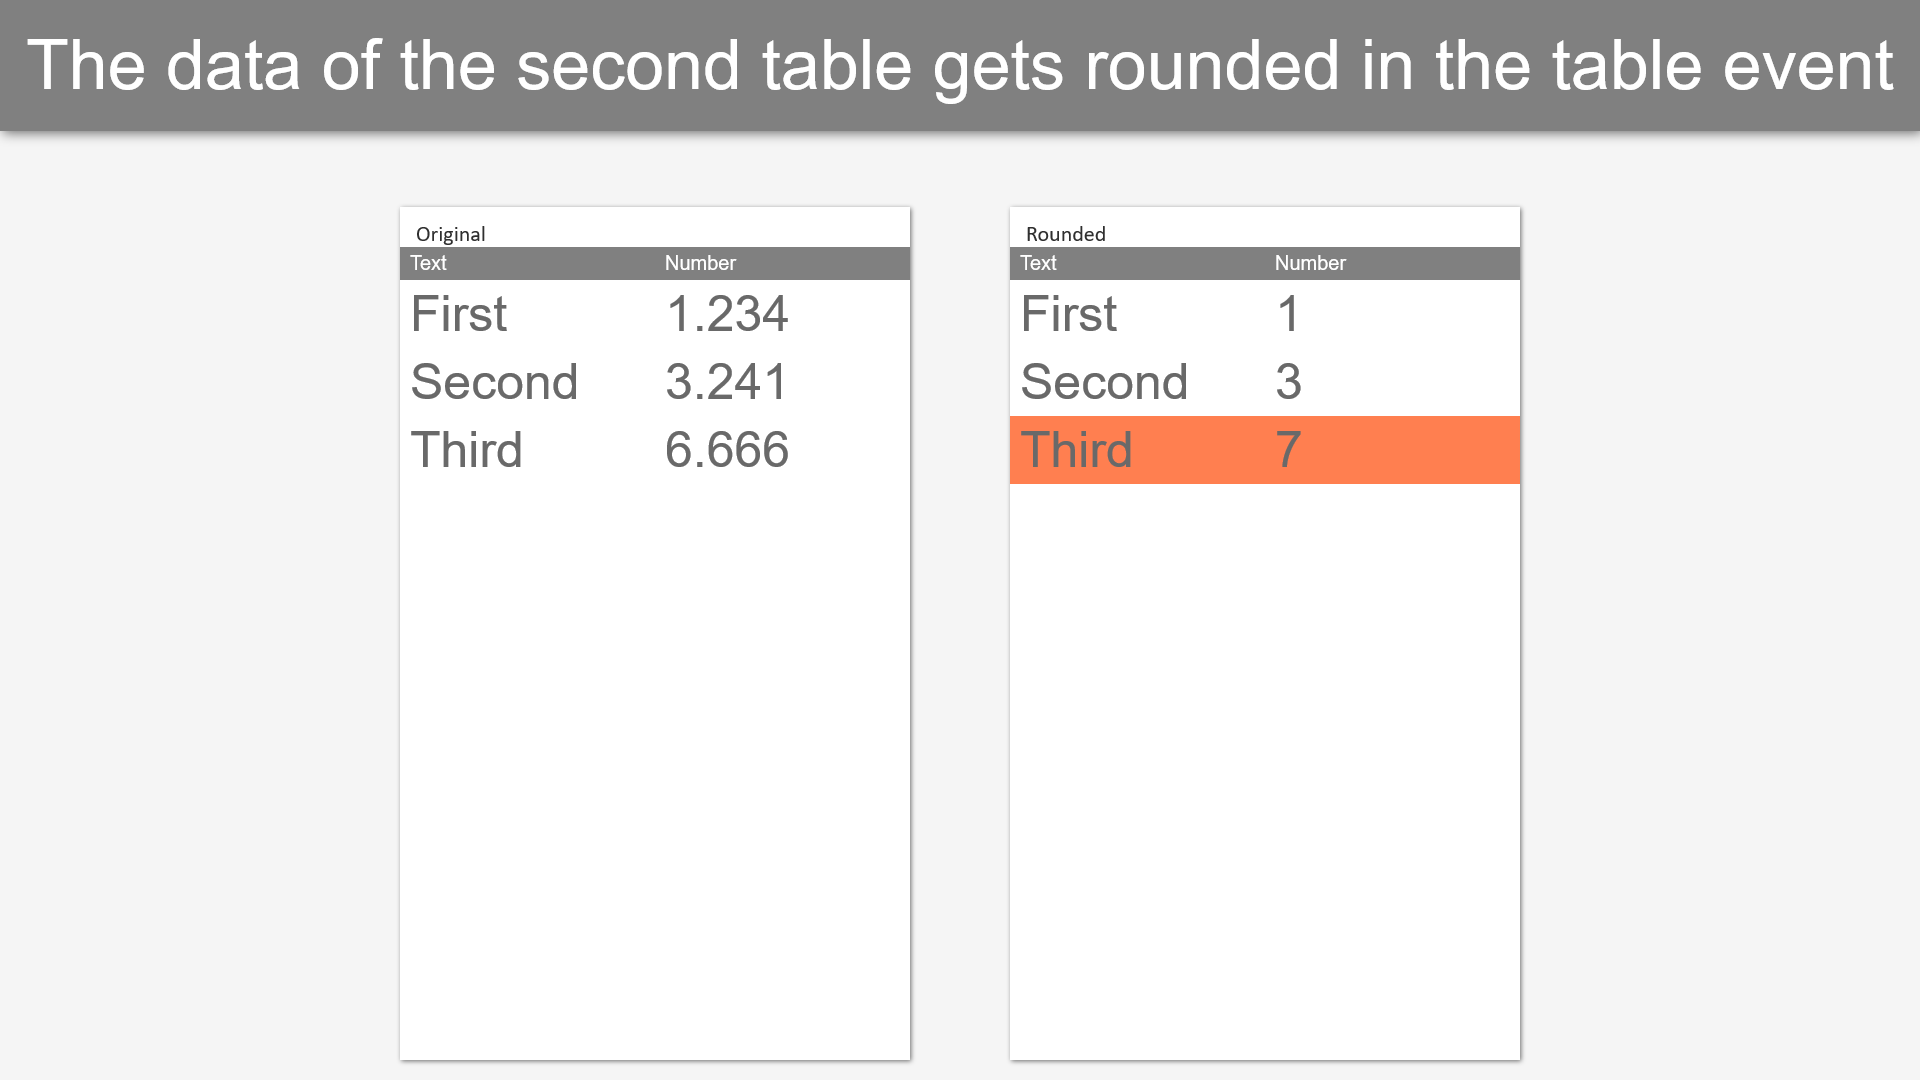 The data of the second table gets rounded in the table event
Original
Text Number
First 1.234
Second 3.241
Third 6.666
Rounded
Text Number
First 1
Second 3
Third 7